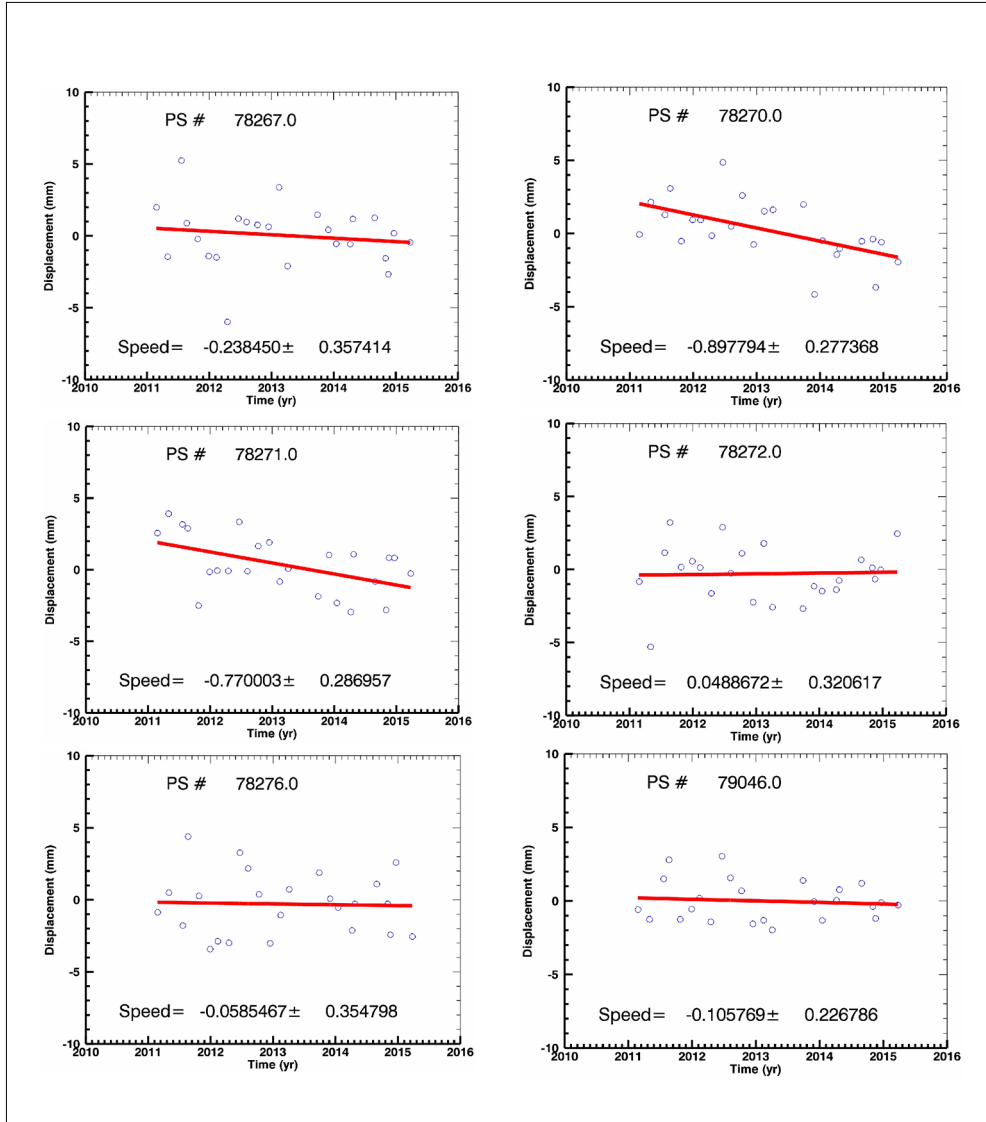 PS # 78267.0
10
5
0
-5
-10
Displacement (mm)
Speed= -0.238450± 0.357414
2010 2011 2012 2013 2014 2015 2016
Time (yr)
PS # 78270.0
10
5
0
-5
-10
Displacement (mm)
Speed= -0.897794± 0.277368
2010 2011 2012 2013 2014 2015 2016
Time (yr)
PS # 78271.0
10
5
0
-5
-10
Displacement (mm)
Speed= -0.770003± 0.286957
2010 2011 2012 2013 2014 2015 2016
Time (yr)
PS # 78272.0
10
5
0
-5
-10
Displacement (mm)
Speed= 0.0488672± 0.320617
2010 2011 2012 2013 2014 2015 2016
Time (yr)
PS # 78276.0
10
5
0
-5
-10
Displacement (mm)
Speed= -0.0585467± 0.354798
2010 2011 2012 2013 2014 2015 2016
Time (yr)
PS # 79046.0
10
5
0
-5
-10
Displacement (mm)
Speed= -0.105769± 0.226786
2010 2011 2012 2013 2014 2015 2016
Time (yr)